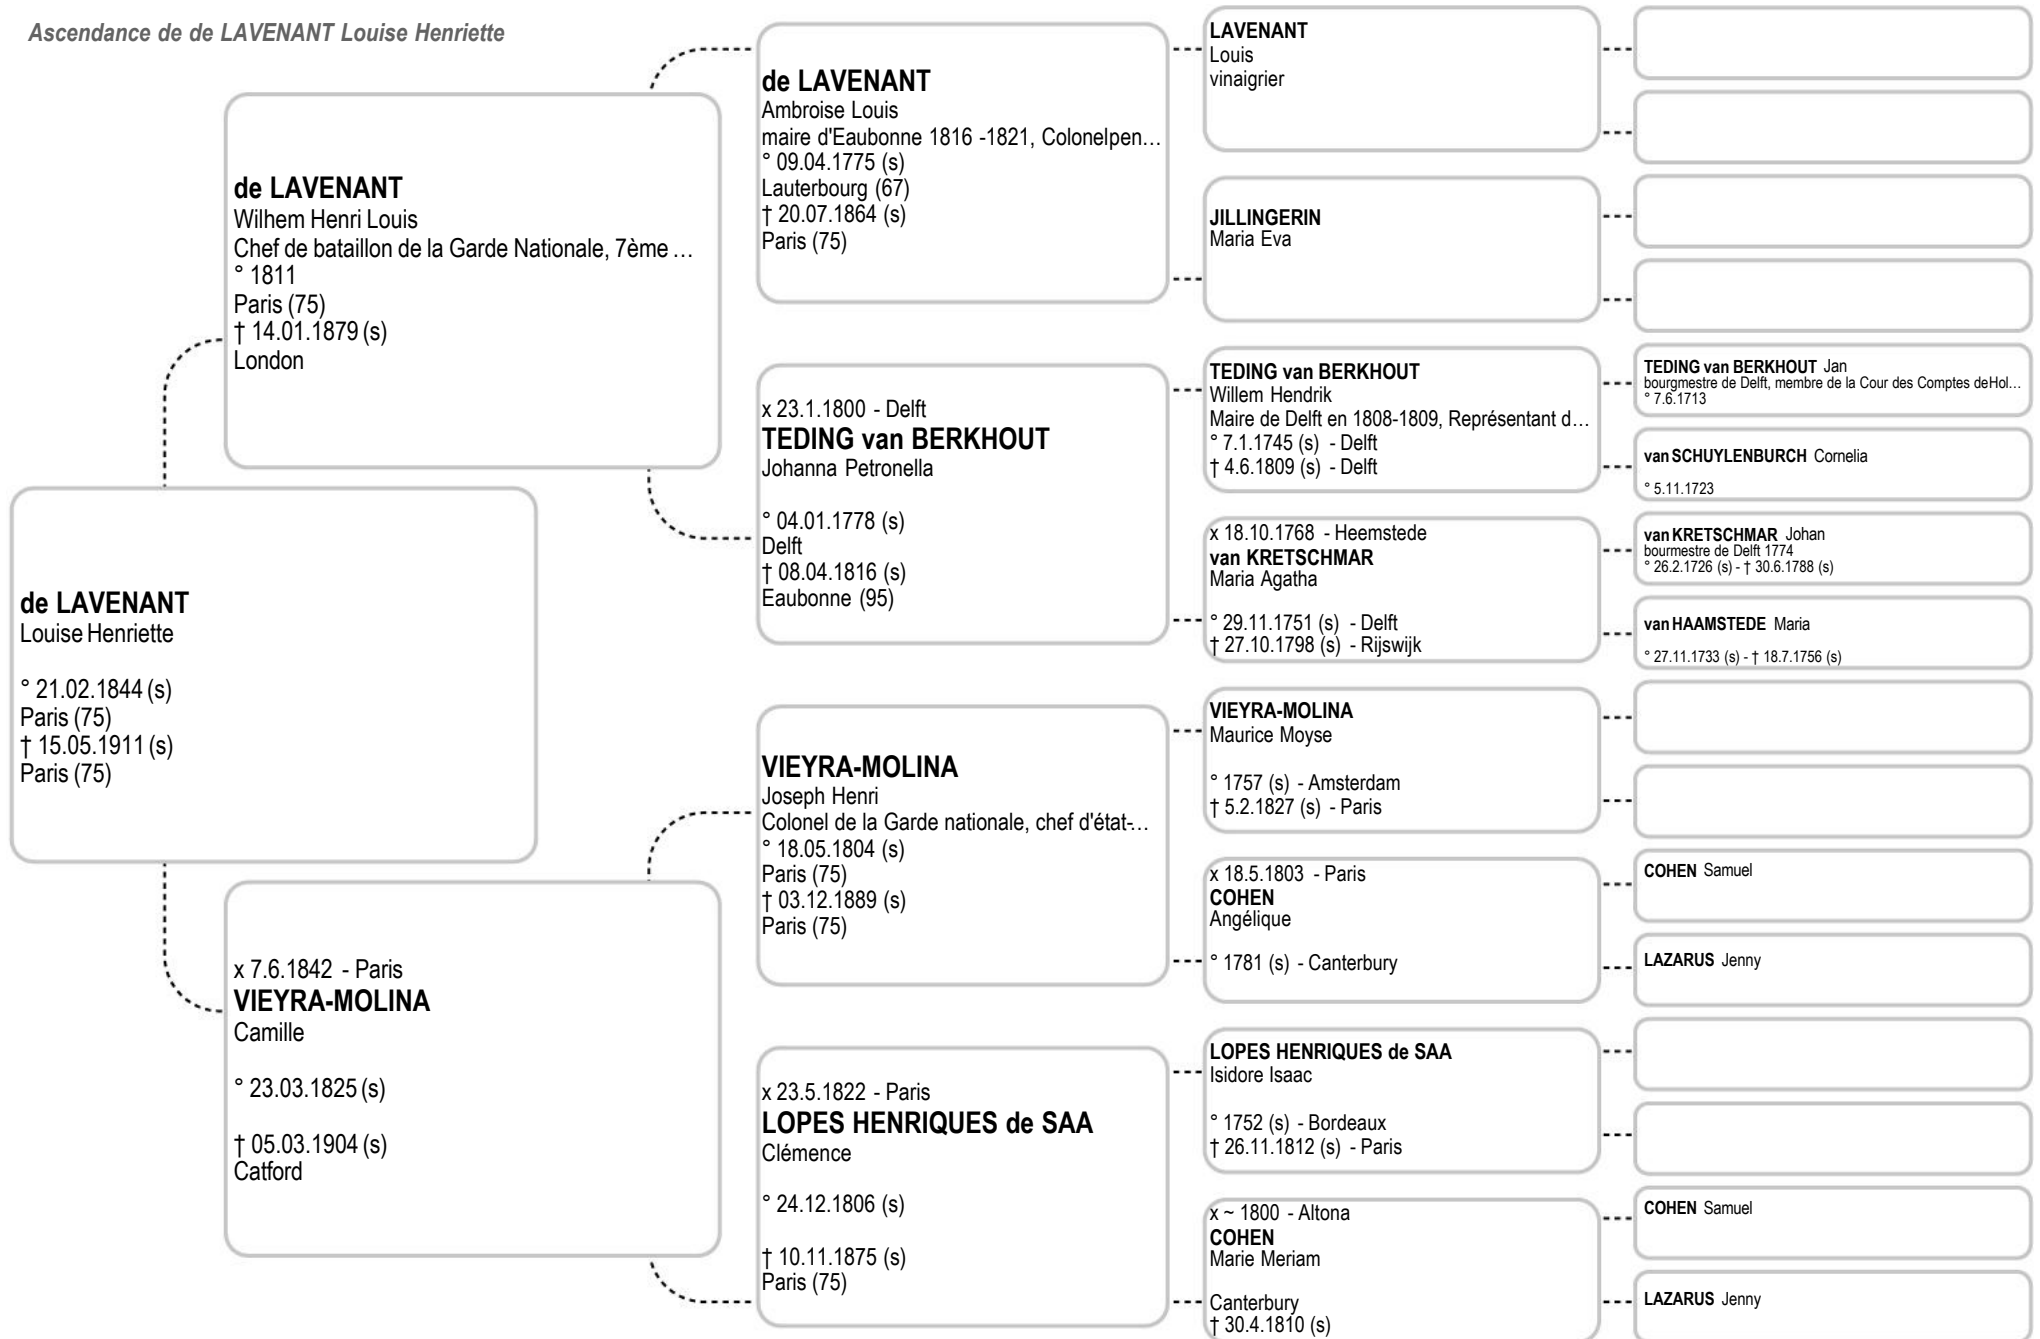 Ascendance de de LAVENANT Louise Henriette
de LAVENANT
Louise Henriette
° 21.02.1844 (s)
Paris (75)
† 15.05.1911 (s)
Paris (75)
de LAVENANT
Wilhem Henri Louis
Chef de bataillon de la Garde Nationale, 7ème …
° 1811
Paris (75)
† 14.01.1879 (s)
London
x 7.6.1842 - Paris
VIEYRA-MOLINA
Camille
° 23.03.1825 (s)
† 05.03.1904 (s)
Catford
de LAVENANT
Ambroise Louis
maire d'Eaubonne 1816 -1821, Colonelpen…
° 09.04.1775 (s)
Lauterbourg (67)
† 20.07.1864 (s)
Paris (75)
x 23.1.1800 - Delft
TEDING van BERKHOUT
Johanna Petronella
° 04.01.1778 (s)
Delft
† 08.04.1816 (s)
Eaubonne (95)
VIEYRA-MOLINA
Joseph Henri
Colonel de la Garde nationale, chef d'état-…
° 18.05.1804 (s)
Paris (75)
† 03.12.1889 (s)
Paris (75)
x 23.5.1822 - Paris
LOPES HENRIQUES de SAA
Clémence
° 24.12.1806 (s)
† 10.11.1875 (s)
Paris (75)
LAVENANT
Louis
vinaigrier
JILLINGERIN
Maria Eva
TEDING van BERKHOUT
Willem Hendrik
Maire de Delft en 1808-1809, Représentant d…
° 7.1.1745 (s) - Delft
† 4.6.1809 (s) - Delft
x 18.10.1768 - Heemstede
van KRETSCHMAR
Maria Agatha
° 29.11.1751 (s) - Delft
† 27.10.1798 (s) - Rijswijk
VIEYRA-MOLINA
Maurice Moyse
° 1757 (s) - Amsterdam
† 5.2.1827 (s) - Paris
x 18.5.1803 - Paris
COHEN
Angélique
° 1781 (s) - Canterbury
LOPES HENRIQUES de SAA
Isidore Isaac
° 1752 (s) - Bordeaux
† 26.11.1812 (s) - Paris
x ~ 1800 - Altona
COHEN
Marie Meriam
Canterbury
† 30.4.1810 (s)
TEDING van BERKHOUT Jan
bourgmestre de Delft, membre de la Cour des Comptes deHol…
° 7.6.1713
van SCHUYLENBURCH Cornelia
° 5.11.1723
van KRETSCHMAR Johan
bourmestre de Delft 1774
° 26.2.1726 (s) - † 30.6.1788 (s)
van HAAMSTEDE Maria
° 27.11.1733 (s) - † 18.7.1756 (s)
COHEN Samuel
LAZARUS Jenny
COHEN Samuel
LAZARUS Jenny